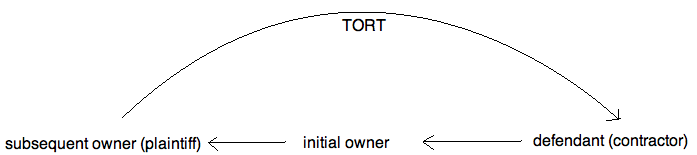 TORT
subsequent owner (plaintiff)
initial owner
defendant (contractor)